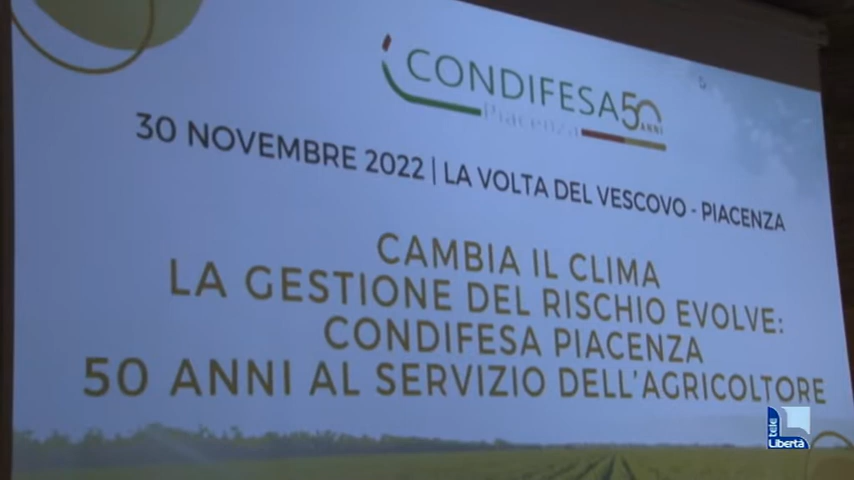 CONDIFESA 50
ANNI
Piacenza
30 NOVEMBRE 2022 | LA VOLTA DEL VESCOVO - PIACENZA
CAMBIA IL CLIMA
LA GESTIONE DEL RISCHIO EVOLVE:
CONDIFESA PIACENZA
50 ANNI AL SERVIZIO DELL'AGRICOLTORE
tele
Libertà